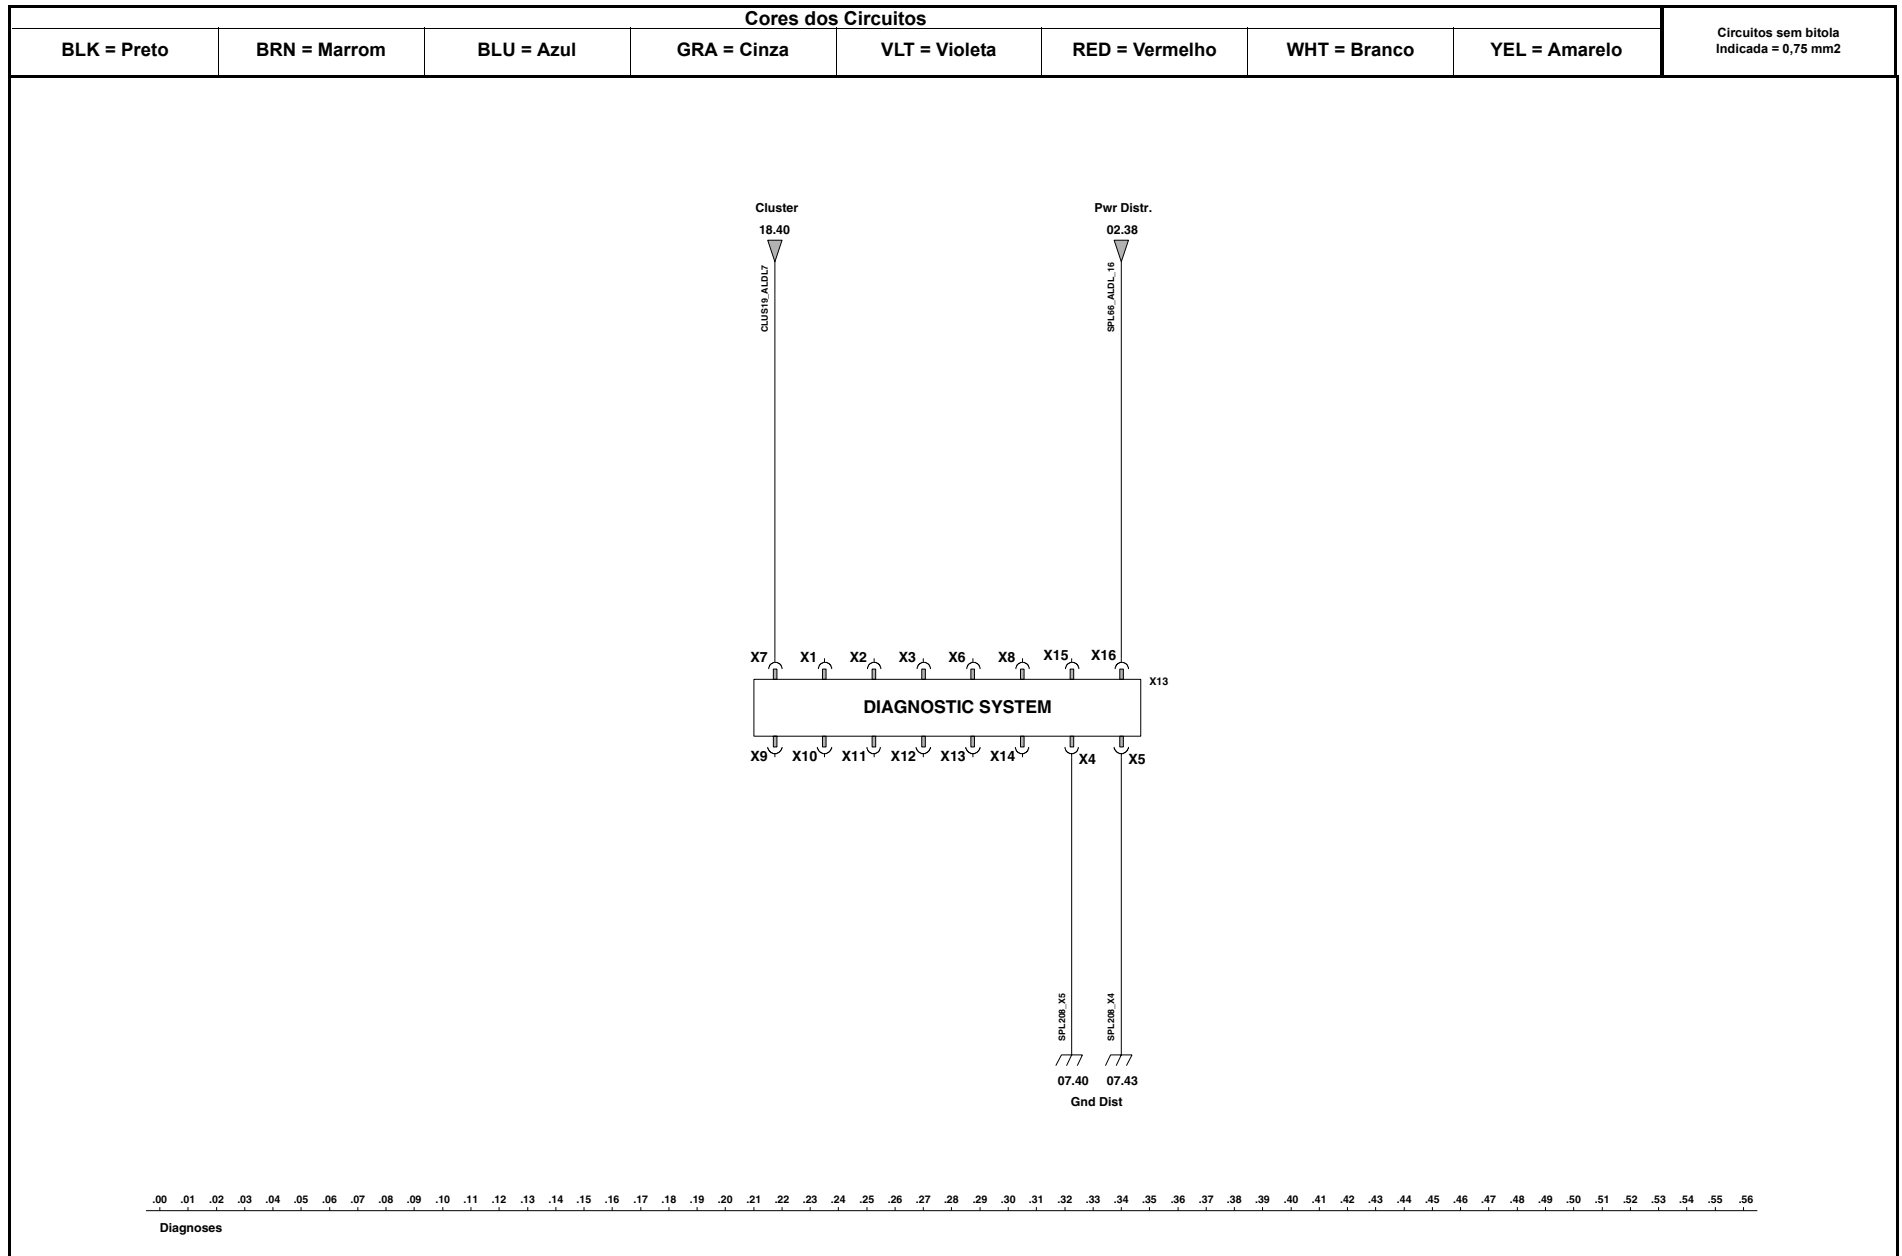 Cores dos Circuitos
BLK = Preto BRN = Marrom BLU = Azul GRA = Cinza VLT = Violeta RED = Vermelho WHT = Branco YEL = Amarelo
Circuitos sem bitola
Indicada = 0,75 mm2
Cluster
18.40
CLUS19_ALDL7
Pwr Distr.
02.38
SPL66_ALDL_16
X7 X1 X2 X3 X6 X8 X15 X16
X13
DIAGNOSTIC SYSTEM
X9 X10 X11 X12 X13 X14 X4 X5
SPL208_X5
SPL208_X4
07.40 07.43
Gnd Dist
.00 .01 .02 .03 .04 .05 .06 .07 .08 .09 .10 .11 .12 .13 .14 .15 .16 .17 .18 .19 .20 .21 .22 .23 .24 .25 .26 .27 .28 .29 .30 .31 .32 .33 .34 .35 .36 .37 .38 .39 .40 .41 .42 .43 .44 .45 .46 .47 .48 .49 .50 .51 .52 .53 .54 .55 .56
Diagnoses